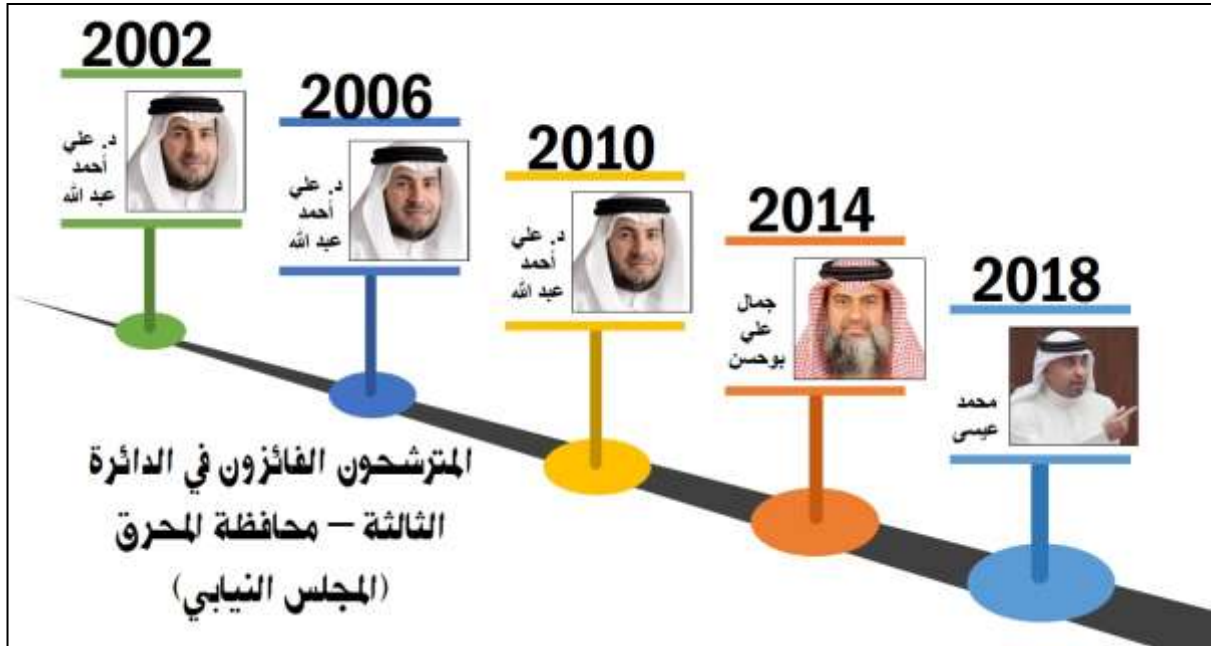 2002
د. علي
أحمد
عبد الله
2006
د. علي
أحمد
عبد الله
2010
د. علي
أحمد
عبد الله
2014
جمال
علي
بوحسن
2018
محمد
عيسى
المترشحون الفائزون في الدائرة
الثالثة – محافظة المحرق
(المجلس النيابي)